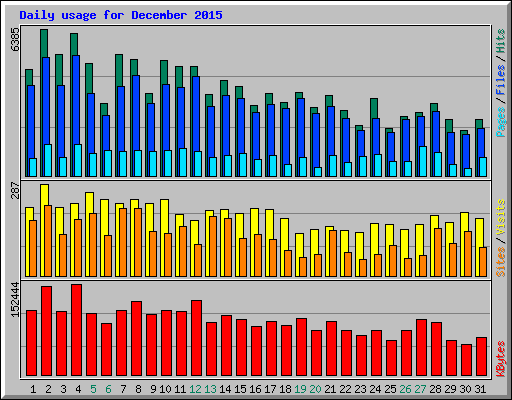 Daily usage for December 2015
6385
Pages / Files / Hits
287
Sites / Visits
152444
KBytes
1 2 3 4 5 6 7 8 9 10 11 12 13 14 15 16 17 18 19 20 21 22 23 24 25 26 27 28 29 30 31